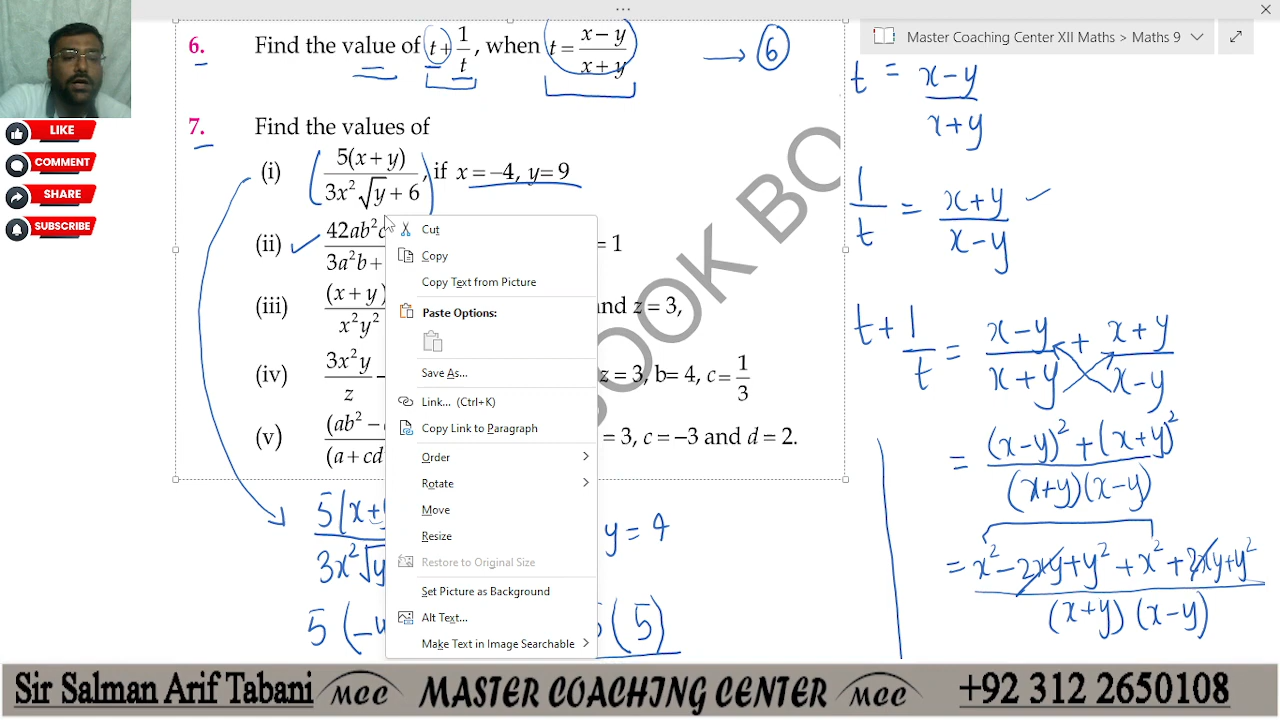 Master Coaching Center XII Maths > Maths 9
6. Find the value of t + 1/t, when t = (x − y)/(x + y) → 6
7. Find the values of
(i) 5(x + y)/(3x²√y + 6), if x = −4, y = 9
(ii) 42ab²c
3a²b + = 1
(iii) (x + y)
x²y² and z = 3,
(iv) 3x²y/z − z = 3, b= 4, c = 1/3
(v) (ab² −
(a + cd = 3, c = −3 and d = 2.
LIKE
COMMENT
SHARE
SUBSCRIBE
BOOK BO
Cut
Copy
Copy Text from Picture
Paste Options:
Save As...
Link... (Ctrl+K)
Copy Link to Paragraph
Order
Rotate
Move
Resize
Restore to Original Size
Set Picture as Background
Alt Text...
Make Text in Image Searchable
5(x+
3x²√y
y = 9
5(−4
5(5)
t = (x−y)/(x+y)
1/t = (x+y)/(x−y)
t + 1/t = (x−y)/(x+y) + (x+y)/(x−y)
= ((x−y)² + (x+y)²)/((x+y)(x−y))
= (x² − 2xy + y² + x² + 2xy + y²)/((x+y)(x−y))
Sir Salman Arif Tabani MCC MASTER COACHING CENTER MCC +92 312 2650108